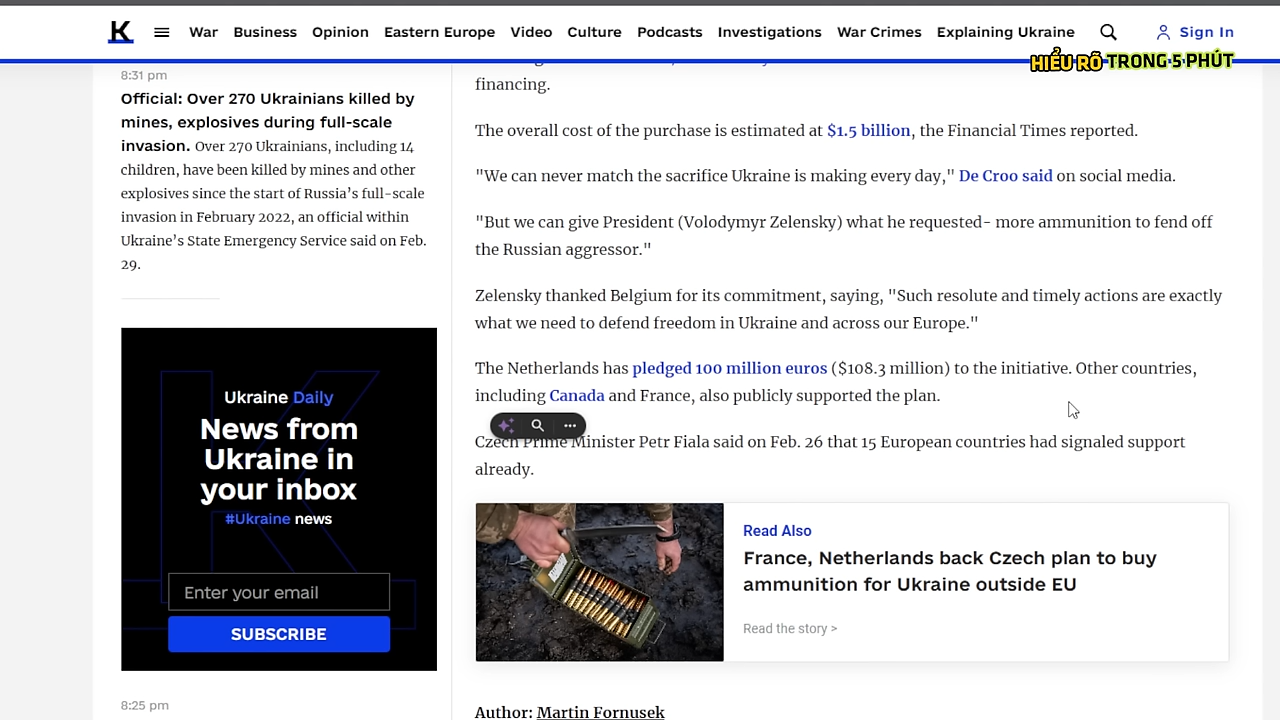 K
War Business Opinion Eastern Europe Video Culture Podcasts Investigations War Crimes Explaining Ukraine Sign In
HIỂU RÕ TRONG 5 PHÚT
8:31 pm
Official: Over 270 Ukrainians killed by
mines, explosives during full-scale
invasion. Over 270 Ukrainians, including 14
children, have been killed by mines and other
explosives since the start of Russia’s full-scale
invasion in February 2022, an official within
Ukraine’s State Emergency Service said on Feb.
29.
Ukraine Daily
News from
Ukraine in
your inbox
#Ukraine news
Enter your email
SUBSCRIBE
8:25 pm
financing.
The overall cost of the purchase is estimated at $1.5 billion, the Financial Times reported.
"We can never match the sacrifice Ukraine is making every day," De Croo said on social media.
"But we can give President (Volodymyr Zelensky) what he requested- more ammunition to fend off
the Russian aggressor."
Zelensky thanked Belgium for its commitment, saying, "Such resolute and timely actions are exactly
what we need to defend freedom in Ukraine and across our Europe."
The Netherlands has pledged 100 million euros ($108.3 million) to the initiative. Other countries,
including Canada and France, also publicly supported the plan.
Czech Prime Minister Petr Fiala said on Feb. 26 that 15 European countries had signaled support
already.
Read Also
France, Netherlands back Czech plan to buy
ammunition for Ukraine outside EU
Read the story >
Author: Martin Fornusek